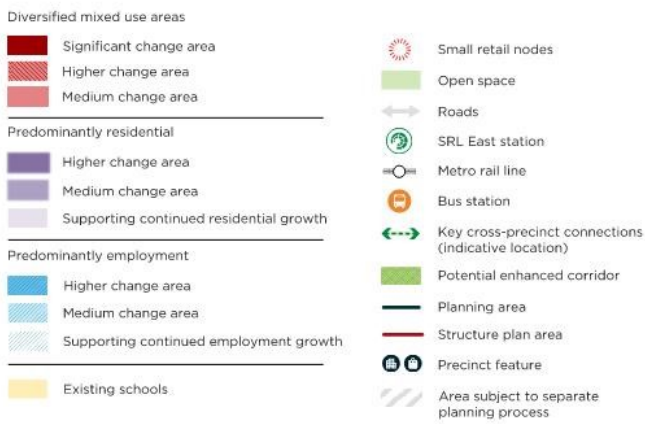 Diversified mixed use areas
Significant change area
Higher change area
Medium change area
Predominantly residential
Higher change area
Medium change area
Supporting continued residential growth
Predominantly employment
Higher change area
Medium change area
Supporting continued employment growth
Existing schools
Small retail nodes
Open space
Roads
SRL East station
Metro rail line
Bus station
Key cross-precinct connections
(indicative location)
Potential enhanced corridor
Planning area
Structure plan area
Precinct feature
Area subject to separate
planning process